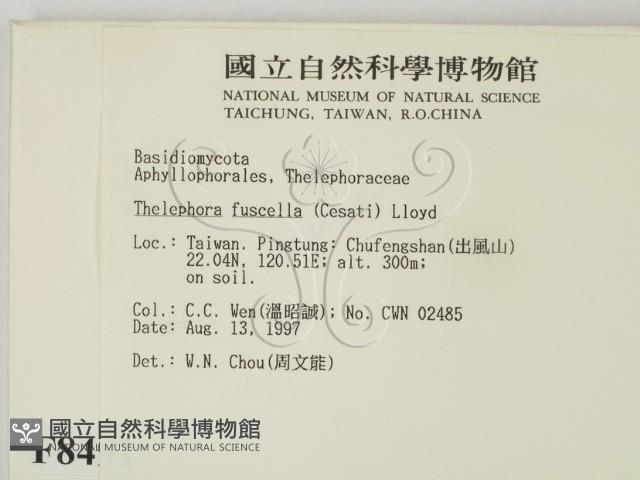 國立自然科學博物館
NATIONAL MUSEUM OF NATURAL SCIENCE
TAICHUNG, TAIWAN, R.O.CHINA
Basidiomycota
Aphyllophorales, Thelephoraceae
Thelephora fuscella (Cesati) Lloyd
Loc.: Taiwan. Pingtung: Chufengshan(出風山)
22.04N, 120.51E; alt. 300m;
on soil.
Col.: C.C. Wen(溫昭誠); No. CWN 02485
Date: Aug. 13, 1997
Det.: W.N. Chou(周文能)
國立自然科學博物館
NATIONAL MUSEUM OF NATURAL SCIENCE
F84